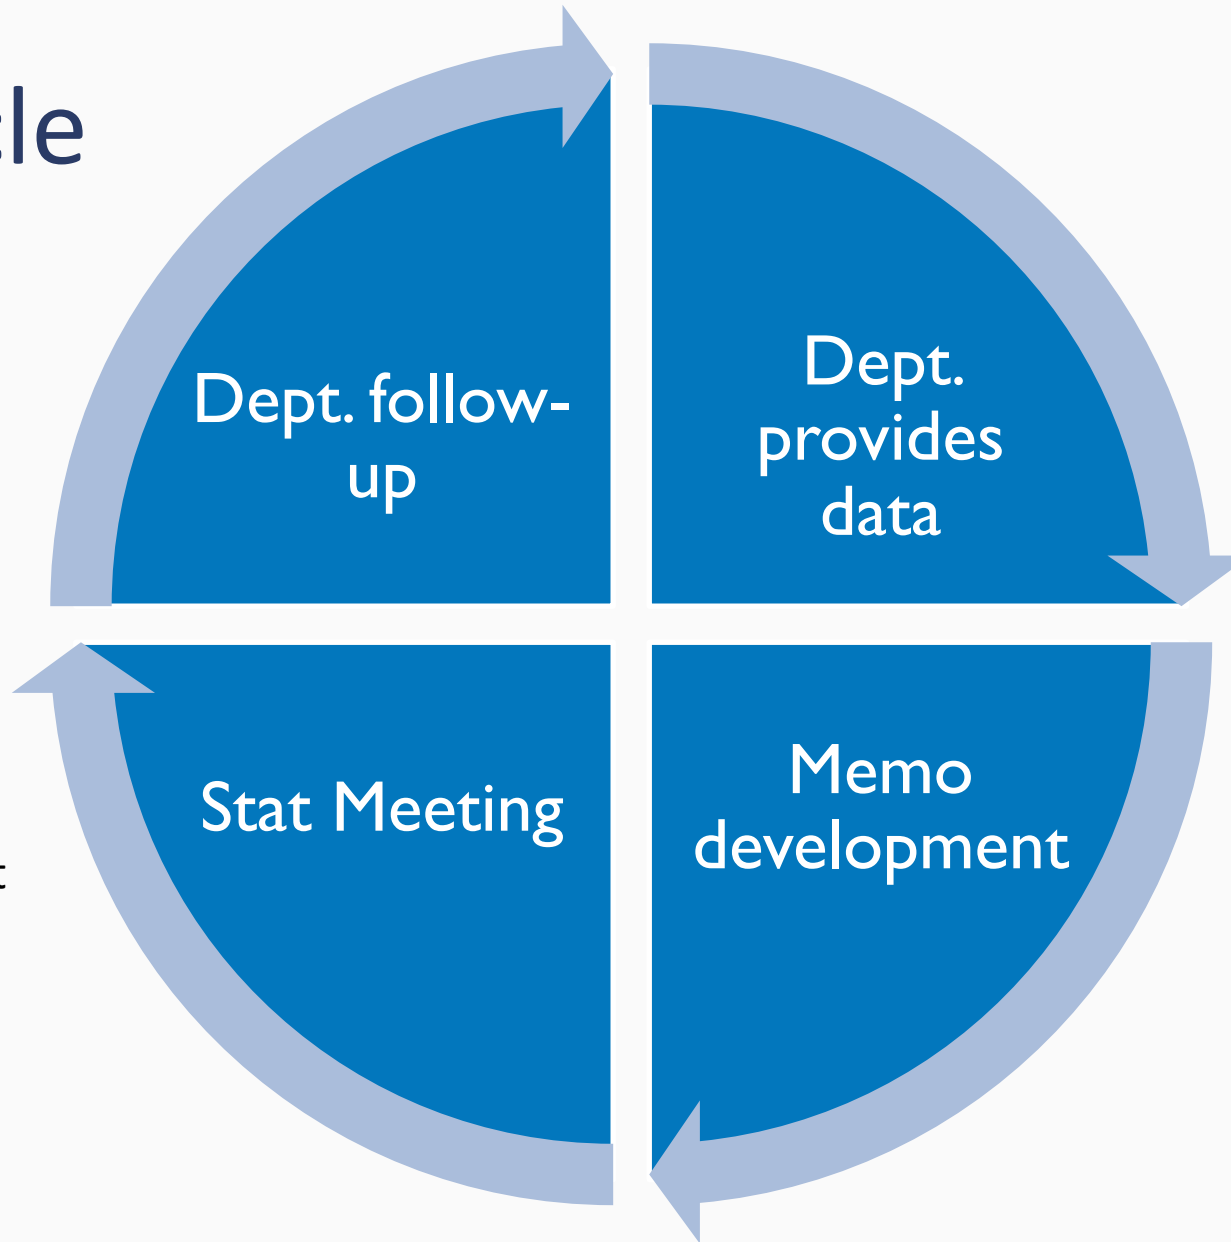 cle
Dept. follow-
up
Dept.
provides
data
Stat Meeting
Memo
development
t